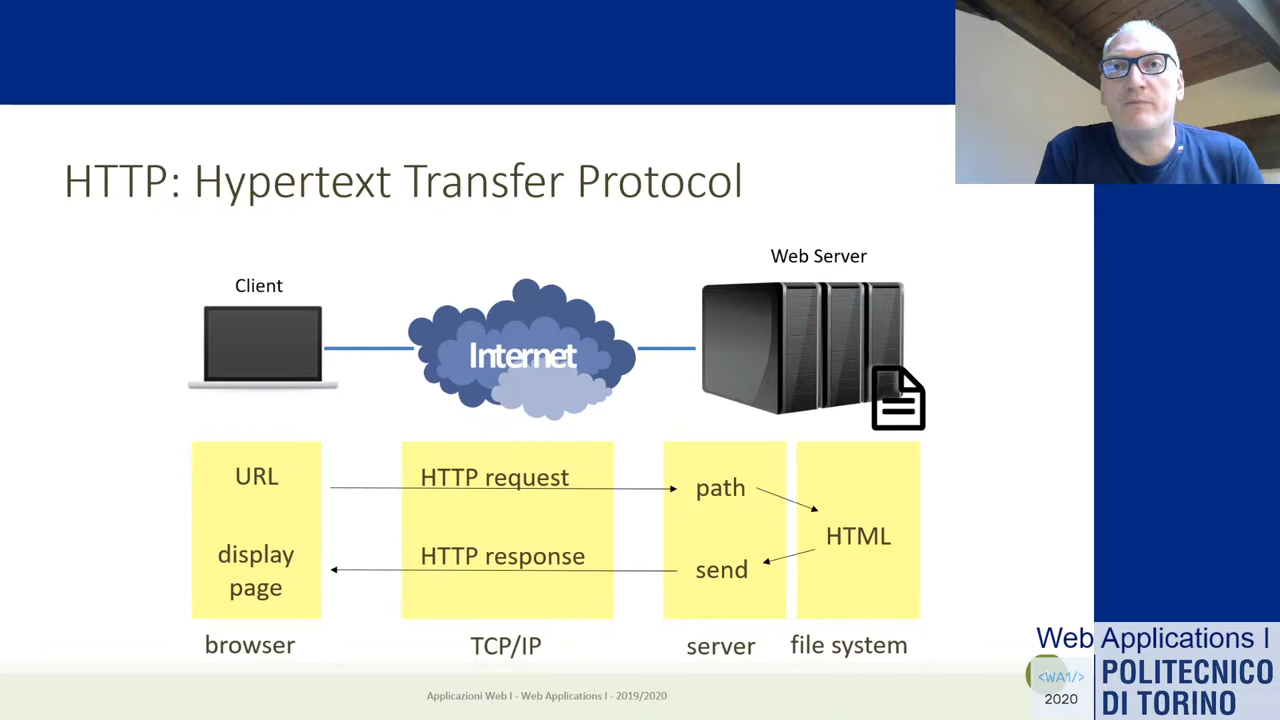 HTTP: Hypertext Transfer Protocol
Client
Web Server
Internet
URL
HTTP request
path
HTML
display
page
HTTP response
send
browser
TCP/IP
server
file system
Applicazioni Web I - Web Applications I - 2019/2020
Web Applications I
<WA1/>
2020
POLITECNICO
DI TORINO